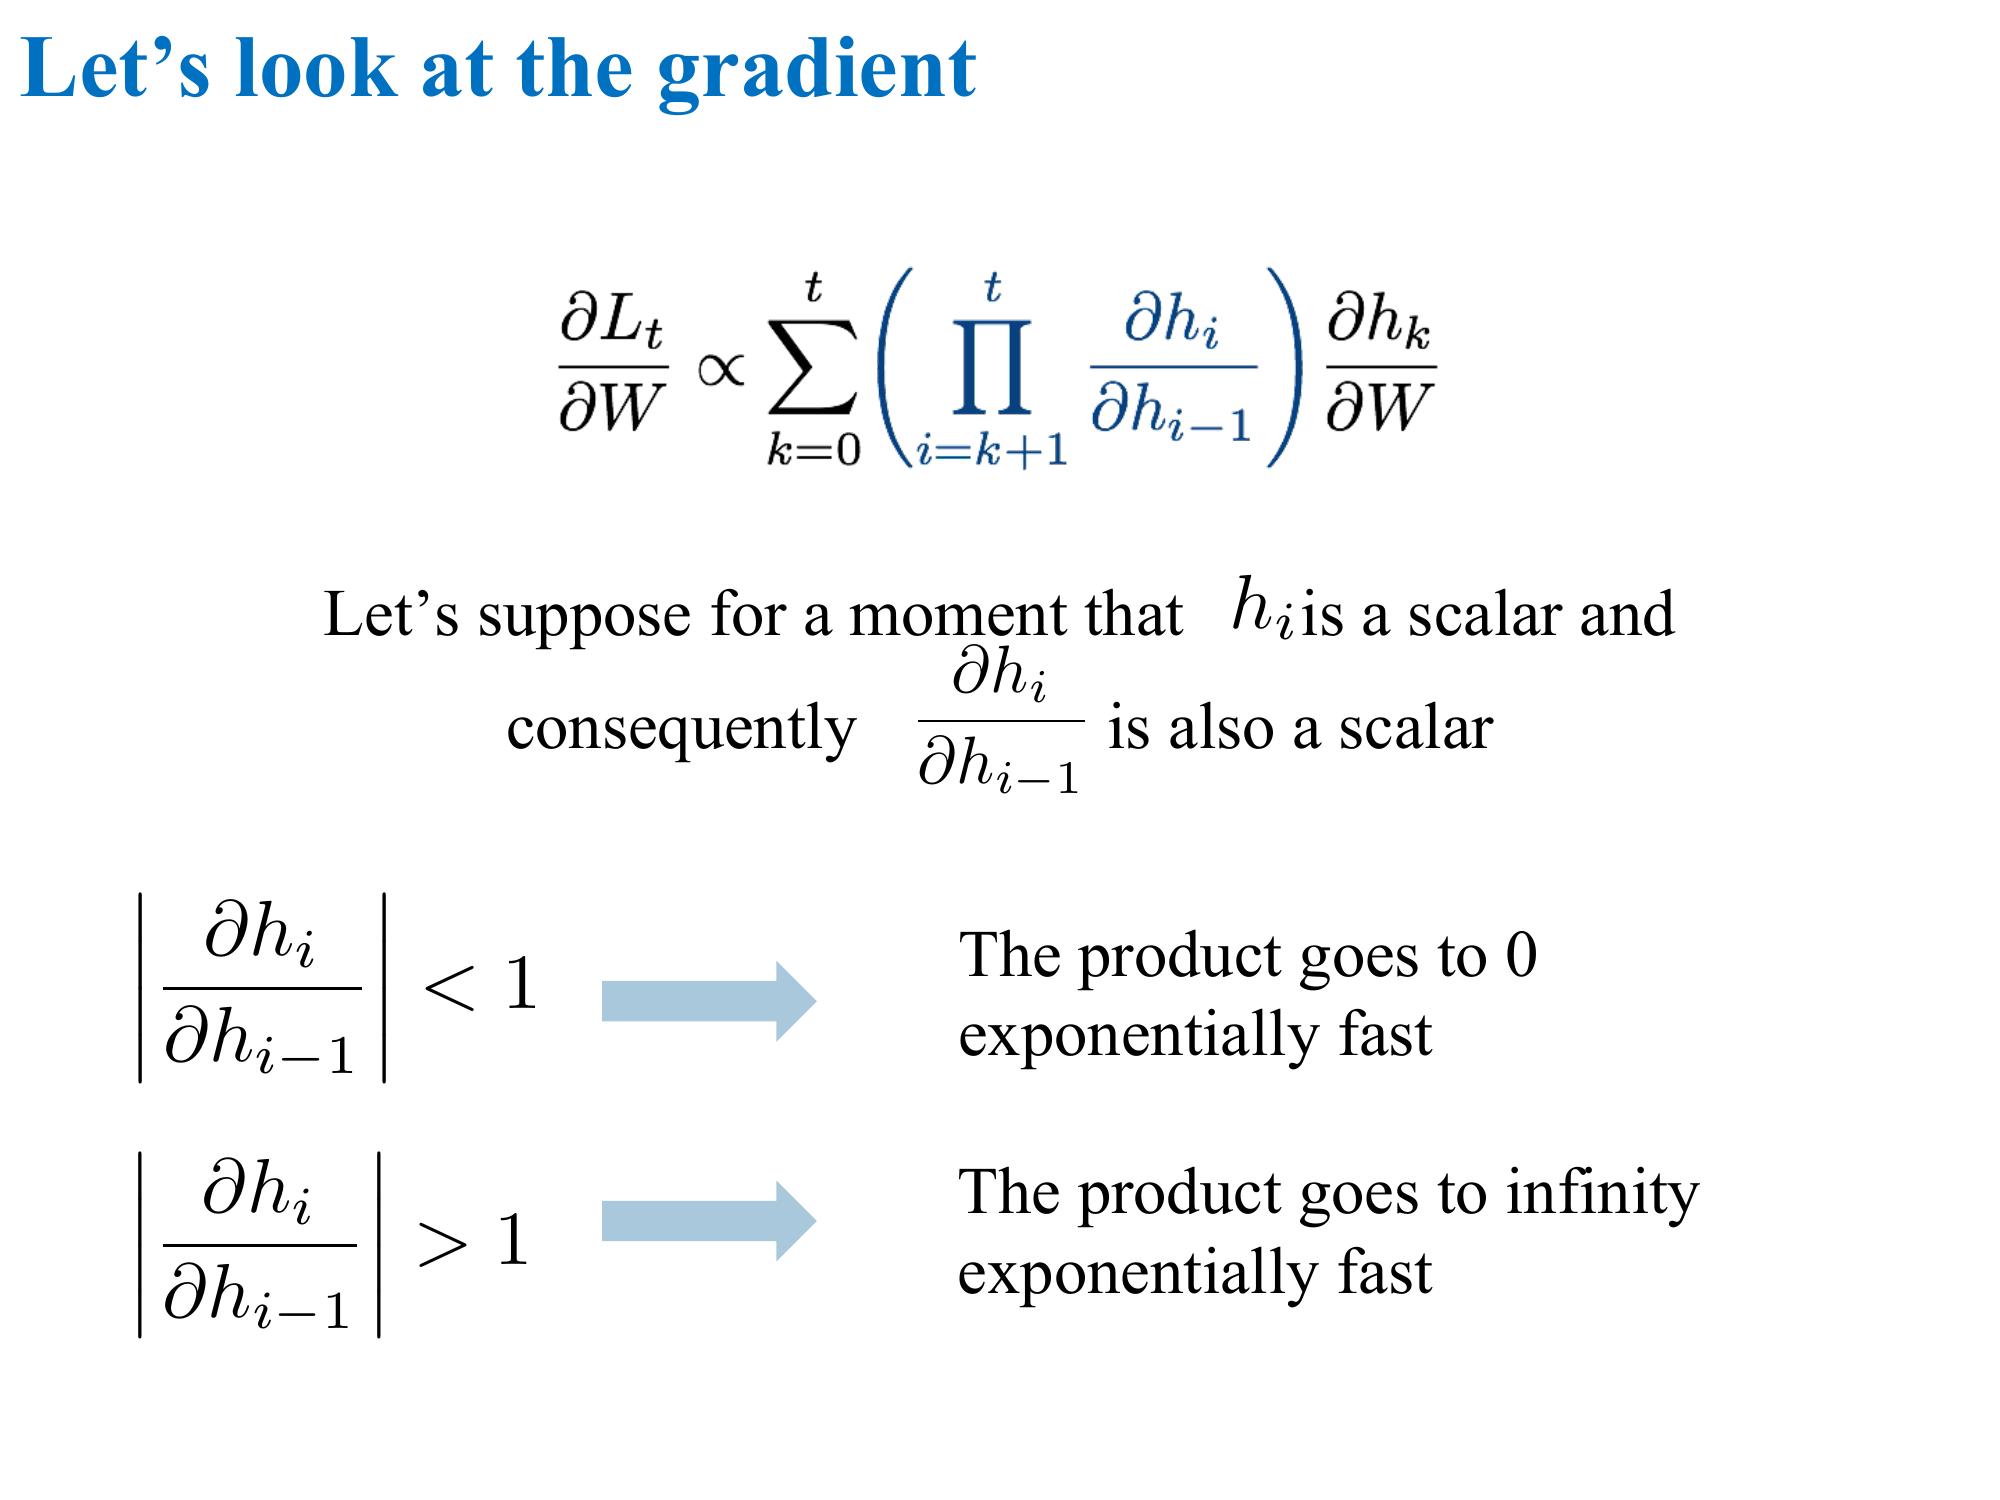 Let's look at the gradient
\frac{\partial L_t}{\partial W} \propto \sum_{k=0}^{t} \left( \prod_{i=k+1}^{t} \frac{\partial h_i}{\partial h_{i-1}} \right) \frac{\partial h_k}{\partial W}
Let's suppose for a moment that h_i is a scalar and
consequently \frac{\partial h_i}{\partial h_{i-1}} is also a scalar
\left| \frac{\partial h_i}{\partial h_{i-1}} \right| < 1
The product goes to 0
exponentially fast
\left| \frac{\partial h_i}{\partial h_{i-1}} \right| > 1
The product goes to infinity
exponentially fast